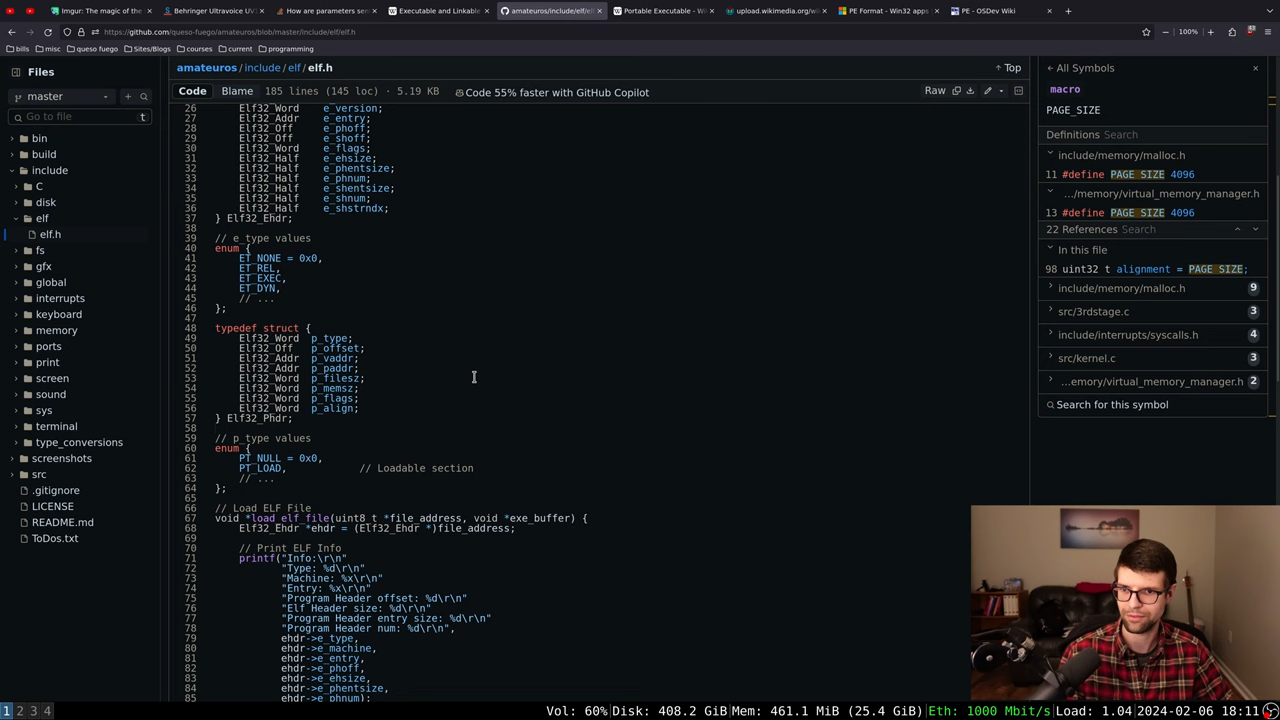 Imgur: The magic of the
Behringer Ultravoice UV1
How are parameters sen
Executable and Linkable
amateuros/include/elf/elf
Portable Executable - Wi
upload.wikimedia.org/wi
PE Format - Win32 apps
PE - OSDev Wiki
https://github.com/queso-fuego/amateuros/blob/master/include/elf/elf.h
100%
bills misc queso fuego Sites/Blogs courses current programming
Files
master
Go to file t
bin
build
include
C
disk
elf
elf.h
fs
gfx
global
interrupts
keyboard
memory
ports
print
screen
sound
sys
terminal
type_conversions
screenshots
src
.gitignore
LICENSE
README.md
ToDos.txt
amateuros / include / elf / elf.h
Top
Code Blame 185 lines (145 loc) · 5.19 KB Code 55% faster with GitHub Copilot
Raw
26 Elf32_Word e_version;
27 Elf32_Addr e_entry;
28 Elf32_Off e_phoff;
29 Elf32_Off e_shoff;
30 Elf32_Word e_flags;
31 Elf32_Half e_ehsize;
32 Elf32_Half e_phentsize;
33 Elf32_Half e_phnum;
34 Elf32_Half e_shentsize;
35 Elf32_Half e_shnum;
36 Elf32_Half e_shstrndx;
37 } Elf32_Ehdr;
38
39 // e_type values
40 enum {
41 ET_NONE = 0x0,
42 ET_REL,
43 ET_EXEC,
44 ET_DYN,
45 // ...
46 };
47
48 typedef struct {
49 Elf32_Word p_type;
50 Elf32_Off p_offset;
51 Elf32_Addr p_vaddr;
52 Elf32_Addr p_paddr;
53 Elf32_Word p_filesz;
54 Elf32_Word p_memsz;
55 Elf32_Word p_flags;
56 Elf32_Word p_align;
57 } Elf32_Phdr;
58
59 // p_type values
60 enum {
61 PT_NULL = 0x0,
62 PT_LOAD, // Loadable section
63 // ...
64 };
65
66 // Load ELF File
67 void *load_elf_file(uint8_t *file_address, void *exe_buffer) {
68 Elf32_Ehdr *ehdr = (Elf32_Ehdr *)file_address;
69
70 // Print ELF Info
71 printf("Info:\r\n"
72 "Type: %d\r\n"
73 "Machine: %x\r\n"
74 "Entry: %x\r\n"
75 "Program Header offset: %d\r\n"
76 "Elf Header size: %d\r\n"
77 "Program Header entry size: %d\r\n"
78 "Program Header num: %d\r\n",
79 ehdr->e_type,
80 ehdr->e_machine,
81 ehdr->e_entry,
82 ehdr->e_phoff,
83 ehdr->e_ehsize,
84 ehdr->e_phentsize,
85 ehdr->e_phnum);
All Symbols
macro
PAGE_SIZE
Definitions Search
include/memory/malloc.h
11 #define PAGE_SIZE 4096
.../memory/virtual_memory_manager.h
13 #define PAGE_SIZE 4096
22 References Search
In this file
98 uint32_t alignment = PAGE_SIZE;
include/memory/malloc.h 9
src/3rdstage.c 3
include/interrupts/syscalls.h 4
src/kernel.c 3
...emory/virtual_memory_manager.h 2
Search for this symbol
1 2 3 4
Vol: 60% Disk: 408.2 GiB Mem: 461.1 MiB (25.4 GiB) Eth: 1000 Mbit/s Load: 1.04 2024-02-06 18:11